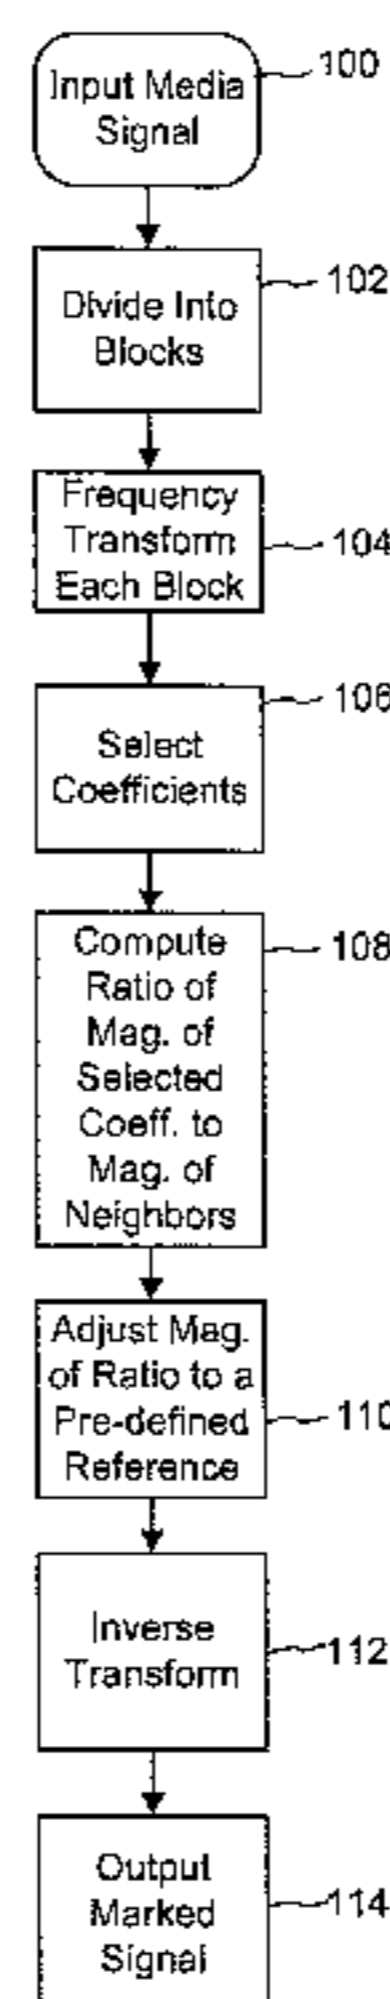 Input Media
Signal
100
Divide Into
Blocks
102
Frequency
Transform
Each Block
104
Select
Coefficients
106
Compute
Ratio of
Mag. of
Selected
Coeff. to
Mag. of
Neighbors
108
Adjust Mag.
of Ratio to a
Pre-defined
Reference
110
Inverse
Transform
112
Output
Marked
Signal
114